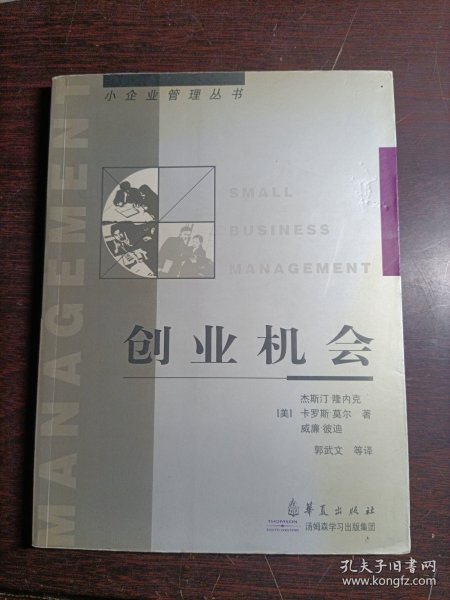 小企业管理丛书
MANAGEMENT
SMALL
BUSINESS
MANAGEMENT
创业机会
杰斯汀 隆内克
[美] 卡罗斯 莫尔 著
威廉 彼迪
郭武文 等译
华夏出版社
THOMSON
汤姆森学习出版集团
孔夫子旧书网
www.kongfz.com